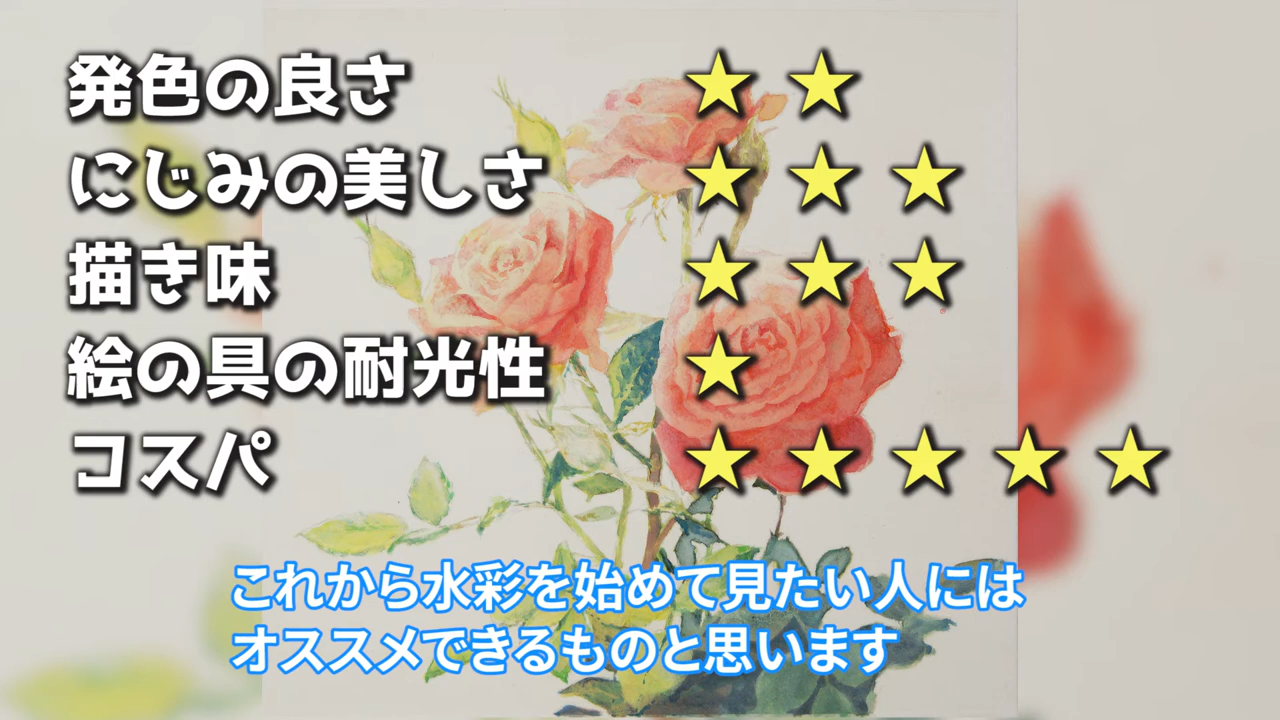 発色の良さ ★★
にじみの美しさ ★★★
描き味 ★★★
絵の具の耐光性 ★
コスパ ★★★★★
これから水彩を始めて見たい人には
オススメできるものと思います